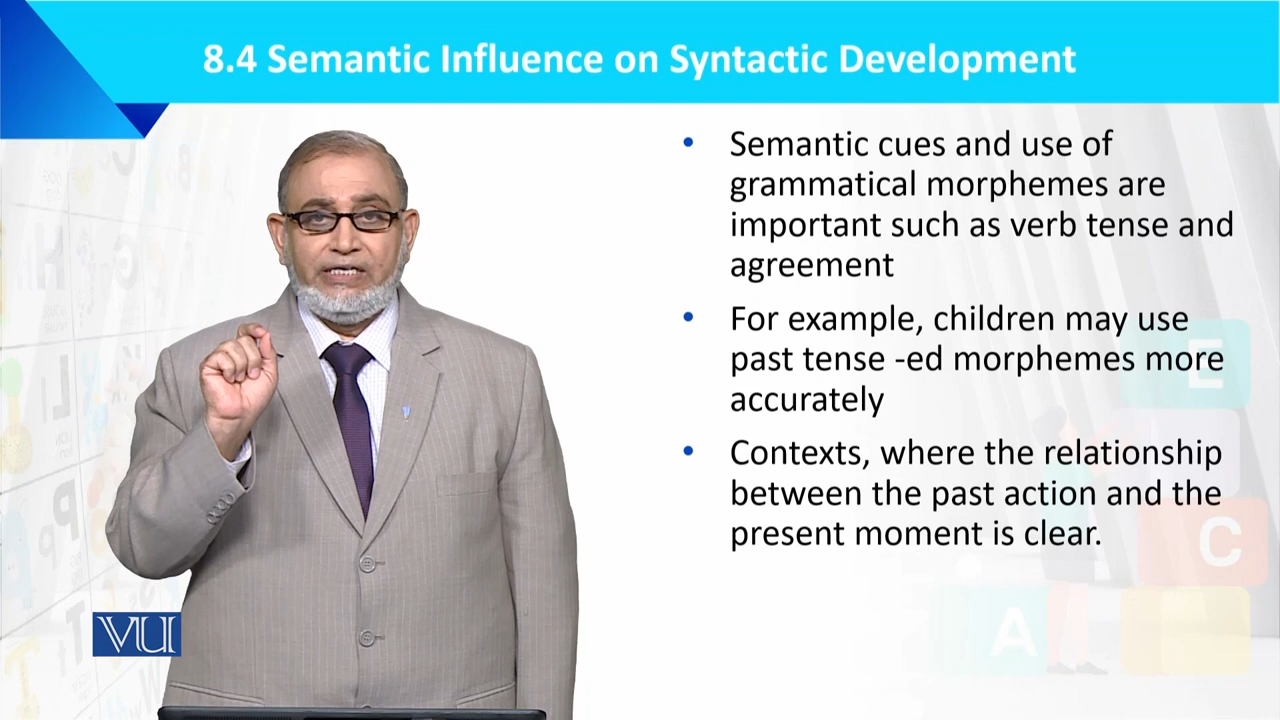 8.4 Semantic Influence on Syntactic Development
• Semantic cues and use of
grammatical morphemes are
important such as verb tense and
agreement
• For example, children may use
past tense -ed morphemes more
accurately
• Contexts, where the relationship
between the past action and the
present moment is clear.
VU
E
C
A